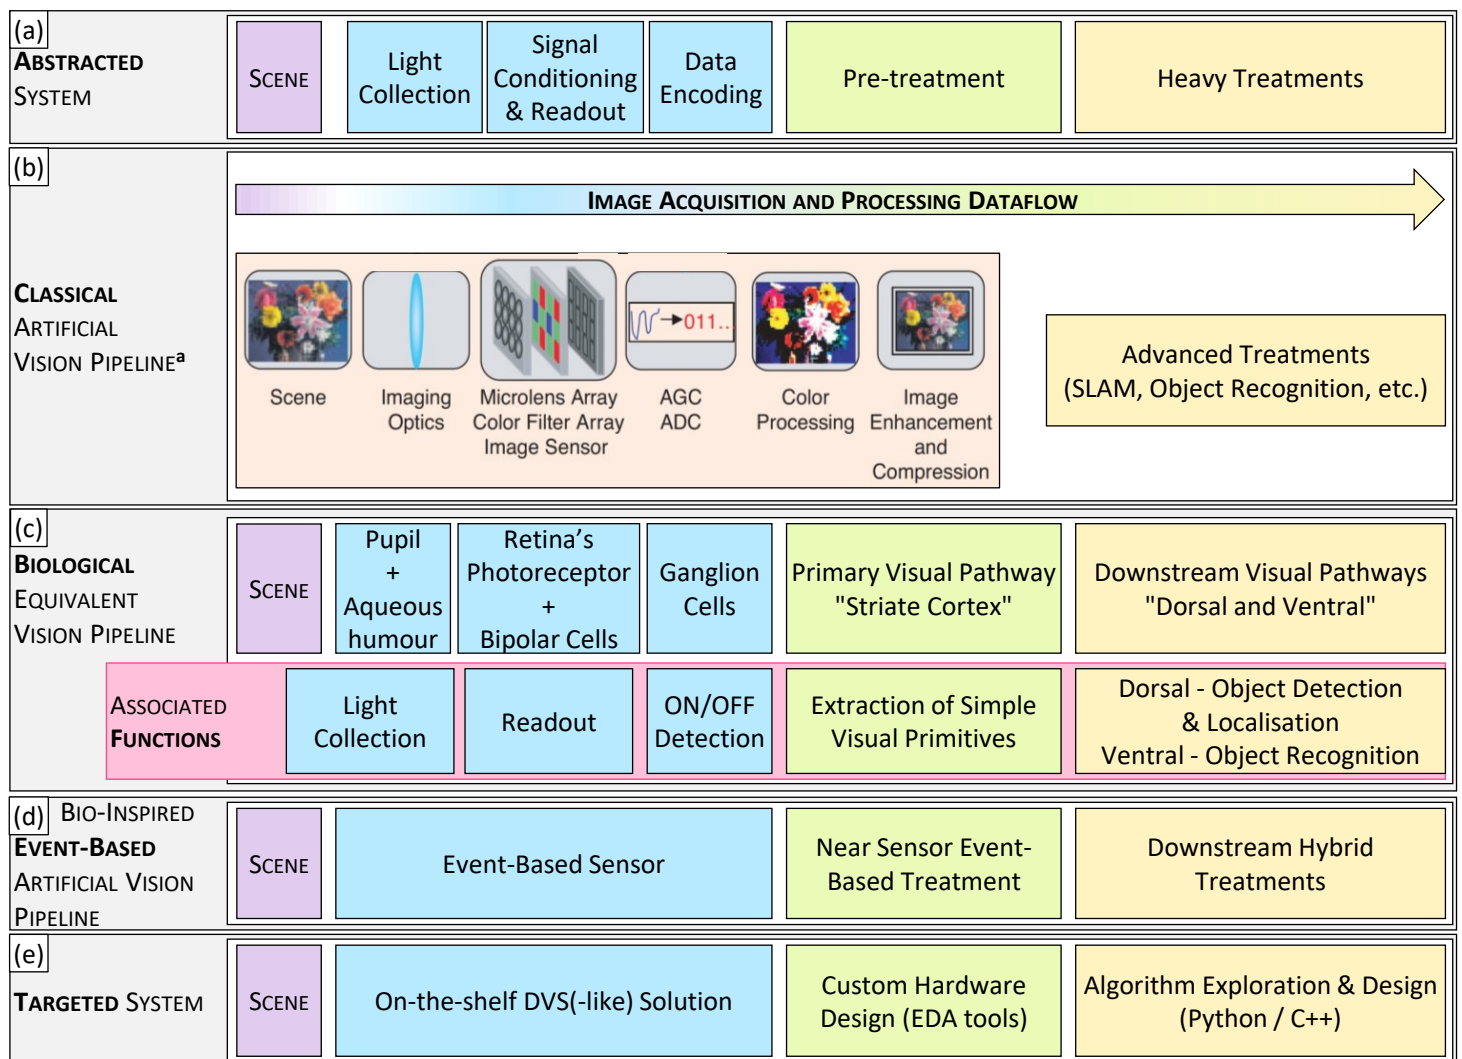 (a)
ABSTRACTED
SYSTEM
SCENE
Light
Collection
Signal
Conditioning
& Readout
Data
Encoding
Pre-treatment
Heavy Treatments
(b)
CLASSICAL
ARTIFICIAL
VISION PIPELINEa
IMAGE ACQUISITION AND PROCESSING DATAFLOW
011...
Scene
Imaging
Optics
Microlens Array
Color Filter Array
Image Sensor
AGC
ADC
Color
Processing
Image
Enhancement
and
Compression
Advanced Treatments
(SLAM, Object Recognition, etc.)
(c)
BIOLOGICAL
EQUIVALENT
VISION PIPELINE
SCENE
Pupil
+
Aqueous
humour
Retina’s
Photoreceptor
+
Bipolar Cells
Ganglion
Cells
Primary Visual Pathway
"Striate Cortex"
Downstream Visual Pathways
"Dorsal and Ventral"
ASSOCIATED
FUNCTIONS
Light
Collection
Readout
ON/OFF
Detection
Extraction of Simple
Visual Primitives
Dorsal - Object Detection
& Localisation
Ventral - Object Recognition
(d) BIO-INSPIRED
EVENT-BASED
ARTIFICIAL VISION
PIPELINE
SCENE
Event-Based Sensor
Near Sensor Event-
Based Treatment
Downstream Hybrid
Treatments
(e)
TARGETED SYSTEM
SCENE
On-the-shelf DVS(-like) Solution
Custom Hardware
Design (EDA tools)
Algorithm Exploration & Design
(Python / C++)